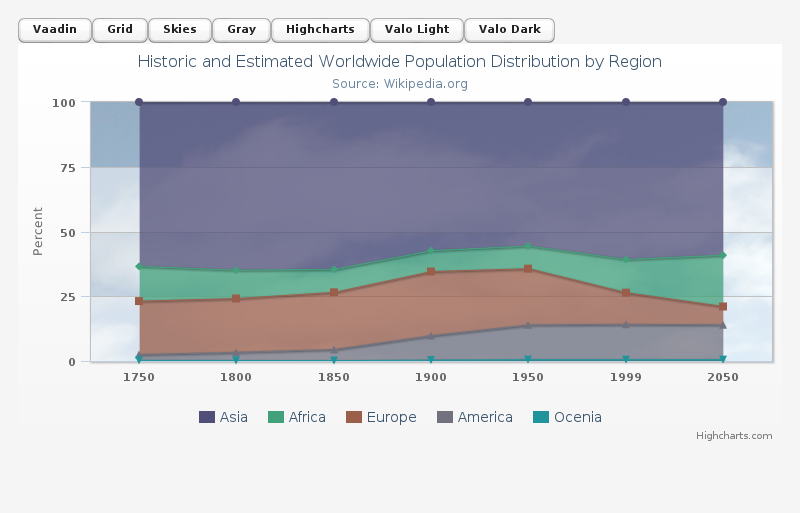 Vaadin Grid Skies Gray Highcharts Valo Light Valo Dark
Historic and Estimated Worldwide Population Distribution by Region
Source: Wikipedia.org
Percent
100
75
50
25
0
1750 1800 1850 1900 1950 1999 2050
Asia Africa Europe America Ocenia
Highcharts.com